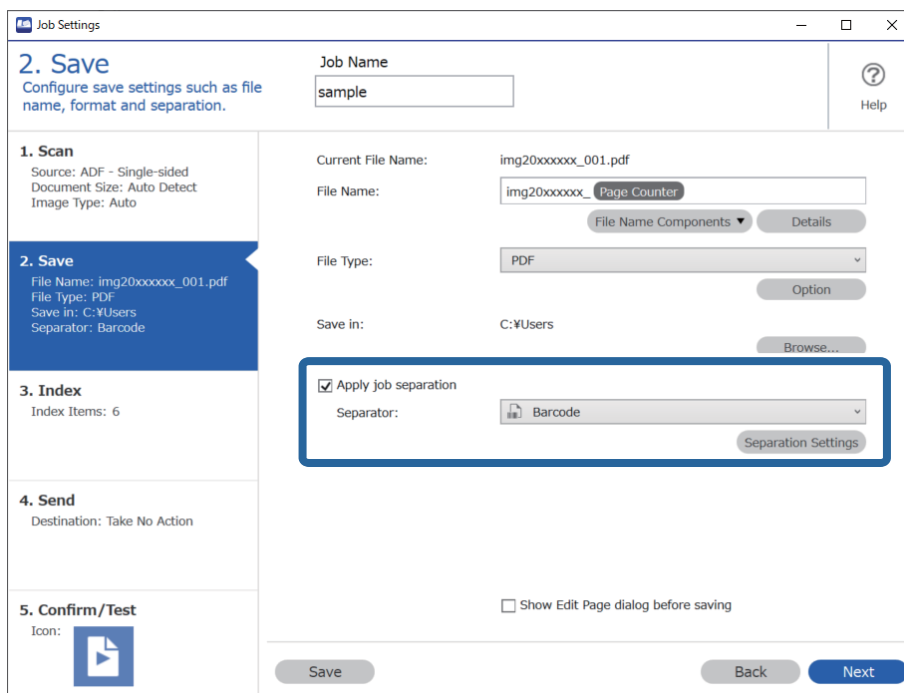 Job Settings
2. Save
Configure save settings such as file
name, format and separation.
Job Name
sample
Help
1. Scan
Source: ADF - Single-sided
Document Size: Auto Detect
Image Type: Auto
2. Save
File Name: img20xxxxxx_001.pdf
File Type: PDF
Save in: C:¥Users
Separator: Barcode
3. Index
Index Items: 6
4. Send
Destination: Take No Action
5. Confirm/Test
Icon:
Current File Name: img20xxxxxx_001.pdf
File Name: img20xxxxxx_ Page Counter
File Name Components ▼ Details
File Type: PDF
Option
Save in: C:¥Users
Browse...
Apply job separation
Separator: Barcode
Separation Settings
Show Edit Page dialog before saving
Save Back Next